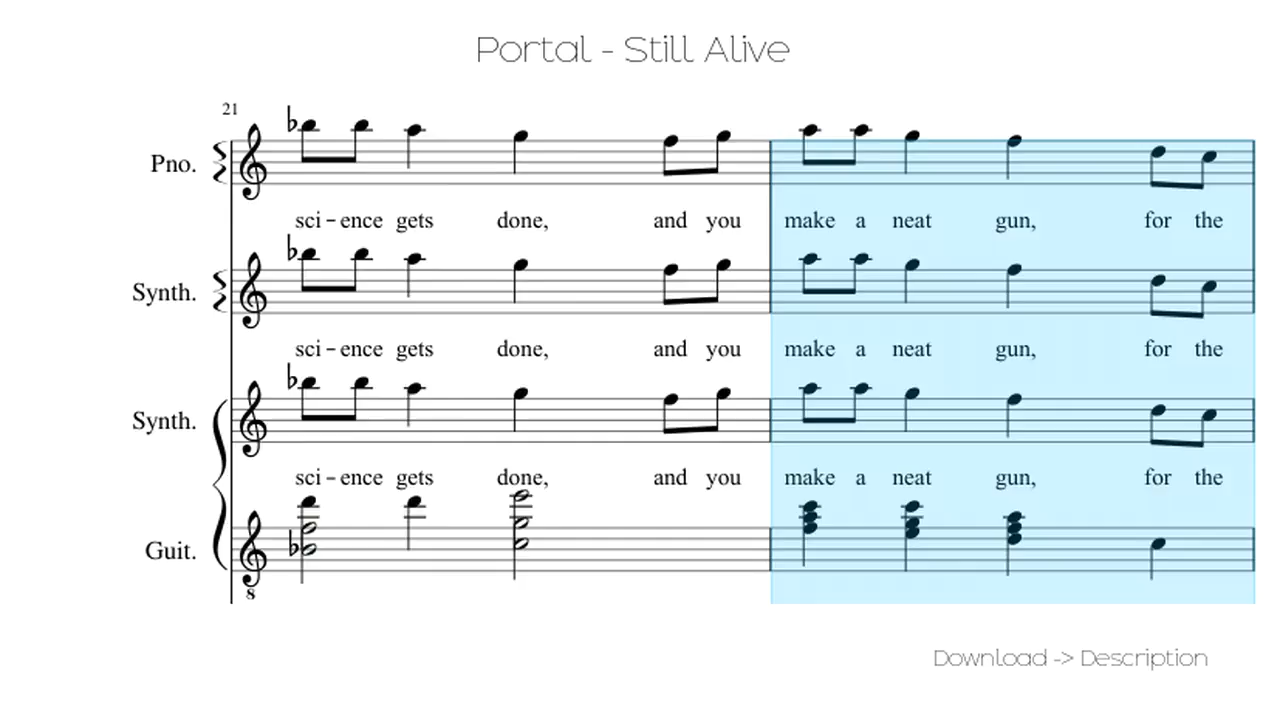 Portal - Still Alive
21
Pno.
sci - ence gets done, and you make a neat gun, for the
Synth.
sci - ence gets done, and you make a neat gun, for the
Synth.
sci - ence gets done, and you make a neat gun, for the
Guit.
8
Download -> Description